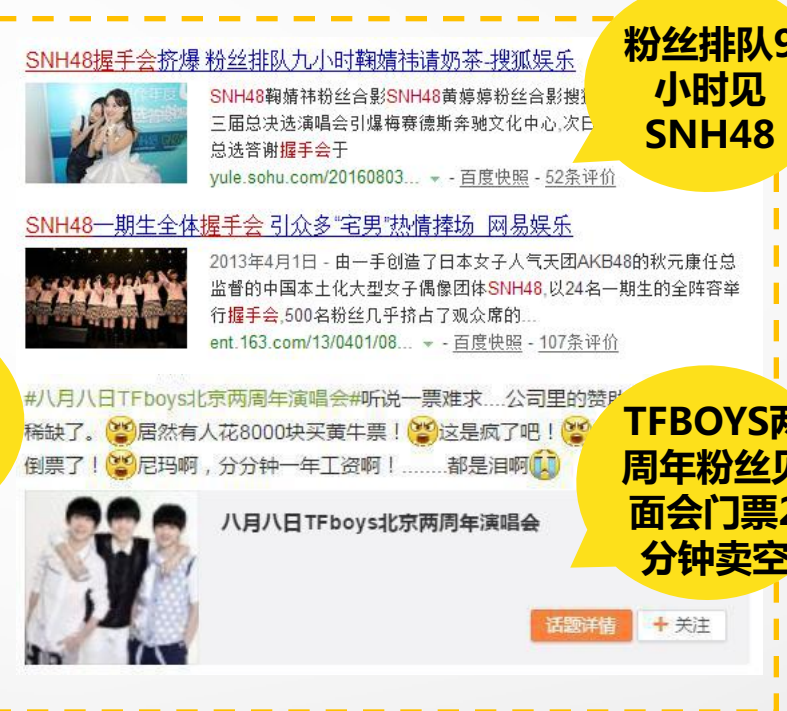 SNH48握手会挤爆 粉丝排队九小时鞠婧祎请奶茶-搜狐娱乐
SNH48鞠婧祎粉丝合影SNH48黄婷婷粉丝合影搜
三届总决选演唱会引爆梅赛德斯奔驰文化中心,次日
总选答谢握手会于
yule.sohu.com/20160803... - 百度快照 - 52条评价
粉丝排队9
小时见
SNH48
SNH48一期生全体握手会 引众多“宅男”热情捧场_网易娱乐
2013年4月1日 - 由一手创造了日本女子人气天团AKB48的秋元康任总
监督的中国本土化大型女子偶像团体SNH48,以24名一期生的全阵容举
行握手会,500名粉丝几乎挤占了观众席的...
ent.163.com/13/0401/08... - 百度快照 - 107条评价
#八月八日TFboys北京两周年演唱会#听说一票难求....公司里的赞助
稀缺了。居然有人花8000块买黄牛票！这是疯了吧！
倒票了！尼玛啊，分分钟一年工资啊！........都是泪啊
TFBOYS两
周年粉丝见
面会门票2
分钟卖空
八月八日TFboys北京两周年演唱会
话题详情 + 关注